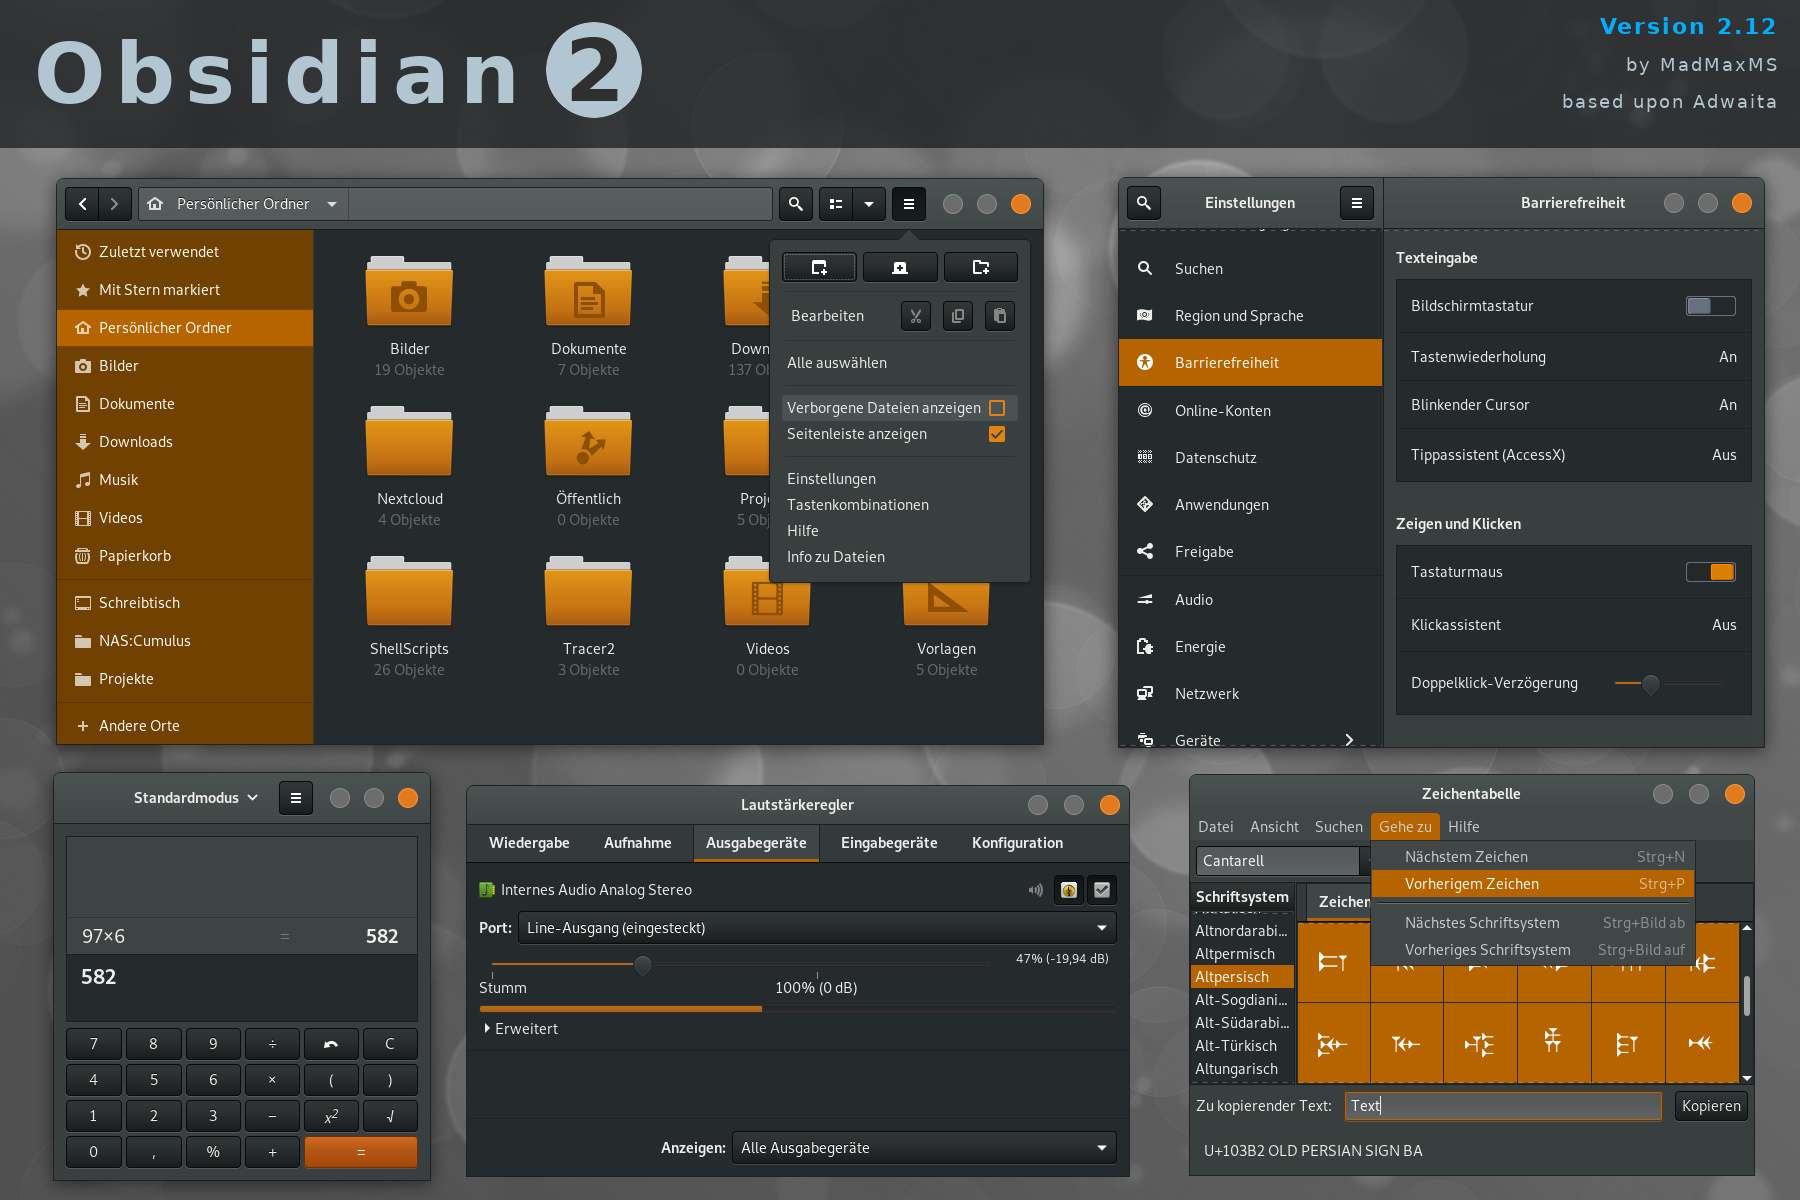 Obsidian 2
Version 2.12
by MadMaxMS
based upon Adwaita
Persönlicher Ordner
Zuletzt verwendet
Mit Stern markiert
Persönlicher Ordner
Bilder
Dokumente
Downloads
Musik
Videos
Papierkorb
Schreibtisch
NAS:Cumulus
Projekte
Andere Orte
Bilder
19 Objekte
Dokumente
7 Objekte
Down
137 Ob
Nextcloud
4 Objekte
Öffentlich
0 Objekte
Proje
5 Obj
ShellScripts
26 Objekte
Tracer2
3 Objekte
Videos
0 Objekte
Vorlagen
5 Objekte
Bearbeiten
Alle auswählen
Verborgene Dateien anzeigen
Seitenleiste anzeigen
Einstellungen
Tastenkombinationen
Hilfe
Info zu Dateien
Einstellungen
Barrierefreiheit
Suchen
Region und Sprache
Barrierefreiheit
Online-Konten
Datenschutz
Anwendungen
Freigabe
Audio
Energie
Netzwerk
Geräte
Texteingabe
Bildschirmtastatur
Tastenwiederholung An
Blinkender Cursor An
Tippassistent (AccessX) Aus
Zeigen und Klicken
Tastaturmaus
Klickassistent Aus
Doppelklick-Verzögerung
Standardmodus
97×6 = 582
582
7 8 9 ÷ C
4 5 6 × ( )
1 2 3 − x² √
0 , % + =
Lautstärkeregler
Wiedergabe Aufnahme Ausgabegeräte Eingabegeräte Konfiguration
Internes Audio Analog Stereo
Port: Line-Ausgang (eingesteckt)
47% (-19,94 dB)
Stumm 100% (0 dB)
Erweitert
Anzeigen: Alle Ausgabegeräte
Zeichentabelle
Datei Ansicht Suchen Gehe zu Hilfe
Cantarell
Nächstem Zeichen Strg+N
Vorherigem Zeichen Strg+P
Nächstes Schriftsystem Strg+Bild ab
Vorheriges Schriftsystem Strg+Bild auf
Schriftsystem
Zeichen
Altnordarabi...
Altpermisch
Altpersisch
Alt-Sogdiani...
Alt-Südarabi...
Alt-Türkisch
Altungarisch
Zu kopierender Text: Text Kopieren
U+103B2 OLD PERSIAN SIGN BA